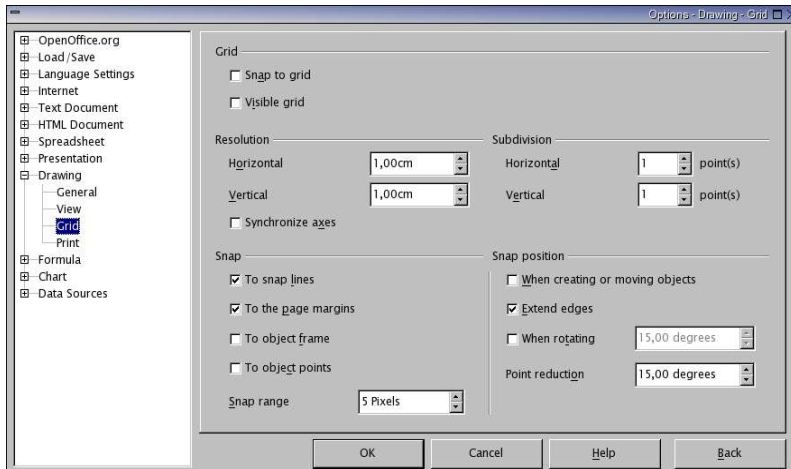 Options - Drawing - Grid
OpenOffice.org
Load/Save
Language Settings
Internet
Text Document
HTML Document
Spreadsheet
Presentation
Drawing
General
View
Grid
Print
Formula
Chart
Data Sources
Grid
Snap to grid
Visible grid
Resolution
Horizontal 1,00cm
Vertical 1,00cm
Synchronize axes
Subdivision
Horizontal 1 point(s)
Vertical 1 point(s)
Snap
To snap lines
To the page margins
To object frame
To object points
Snap range 5 Pixels
Snap position
When creating or moving objects
Extend edges
When rotating 15,00 degrees
Point reduction 15,00 degrees
OK Cancel Help Back